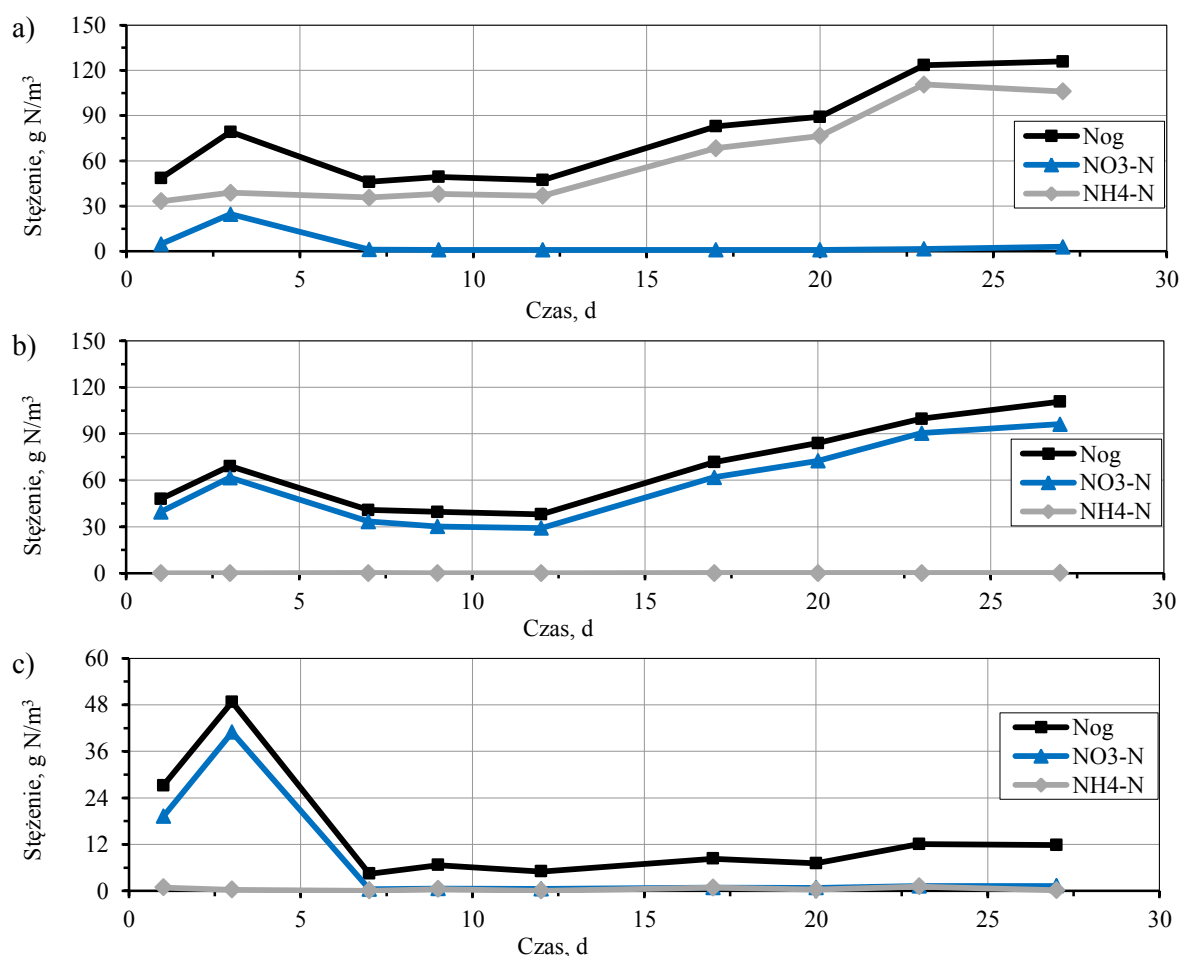 a)
Stężenie, g N/m³
150
120
90
60
30
0
0 5 10 15 20 25 30
Czas, d
Nog
NO3-N
NH4-N
b)
Stężenie, g N/m³
150
120
90
60
30
0
0 5 10 15 20 25 30
Czas, d
Nog
NO3-N
NH4-N
c)
Stężenie, g N/m³
60
48
36
24
12
0
0 5 10 15 20 25 30
Czas, d
Nog
NO3-N
NH4-N